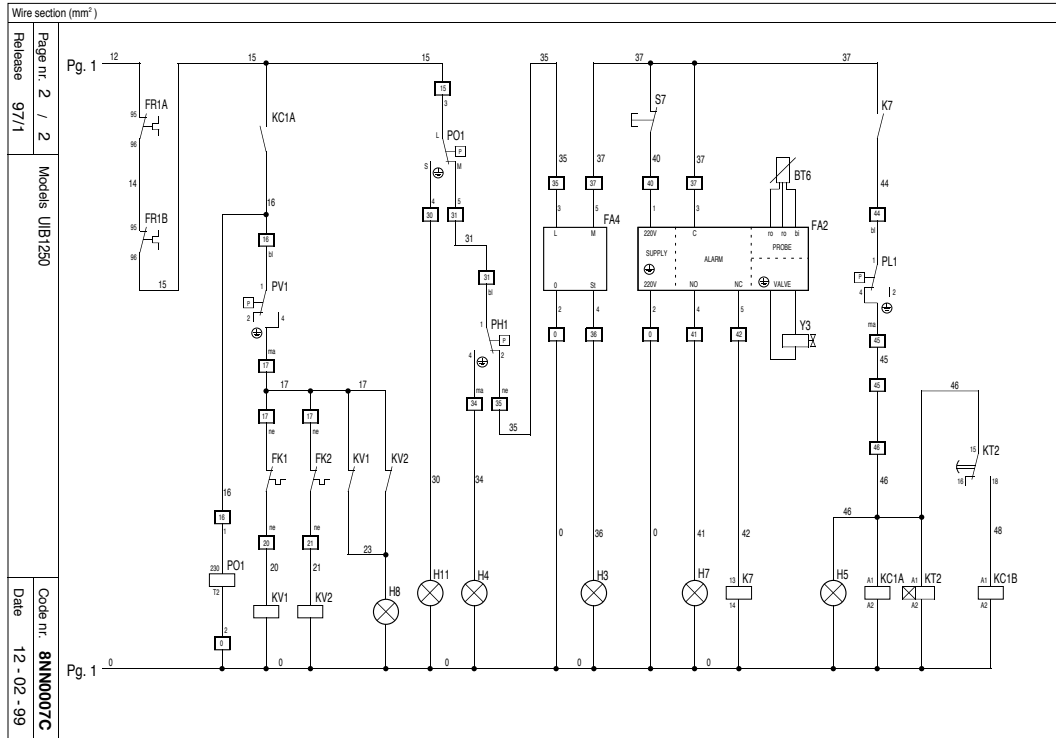 Wire section (mm²)
Page nr. 2 / 2
Release 97/1
Models UIB1250
Code nr. 8NN0007C
Date 12 - 02 - 99
Pg. 1
12
15
15
35
37
37
95
FR1A
96
14
95
FR1B
96
15
KC1A
16
16
bl
1
PV1
P
2
4
ma
17
17
17
17
17
ne
ne
FK1
FK2
KV1
KV2
ne
ne
20
21
20
21
23
16
16
1
230
PO1
T2
2
0
KV1
KV2
H8
15
3
L
PO1
P
S
M
4
5
30
31
31
31
bl
1
PH1
P
4
2
ma
ne
34
35
35
30
34
H11
H4
35
37
35
37
3
5
FA4
L
M
0
St
2
4
0
36
0
36
H3
S7
40
37
40
37
1
3
BT6
FA2
220V
C
ro
ro
bi
SUPPLY
ALARM
PROBE
220V
NO
NC
VALVE
2
4
5
0
41
42
Y3
0
41
42
H7
13
K7
14
K7
44
44
bl
1
PL1
P
4
2
ma
45
45
45
46
46
46
46
15
KT2
16
18
48
H5
A1
KC1A
A2
A1
KT2
A2
A1
KC1B
A2
Pg. 1
0
0
0
0
0